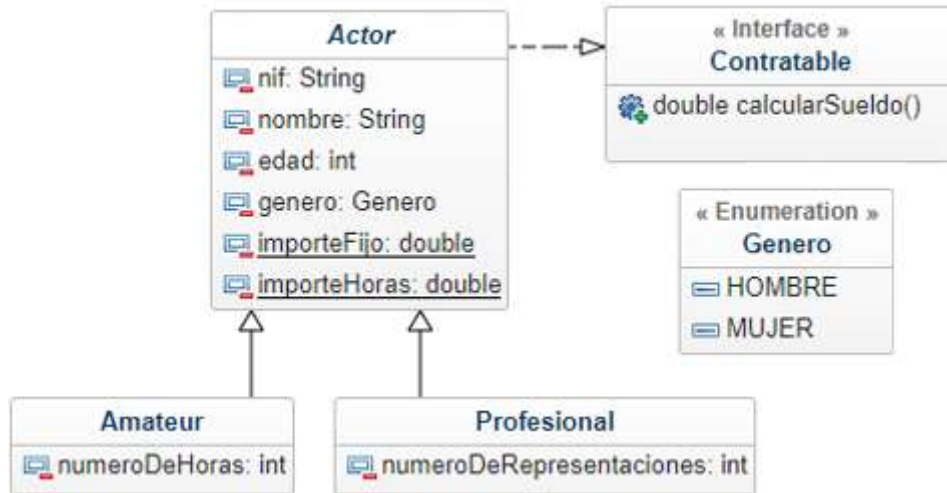 Actor
nif: String
nombre: String
edad: int
genero: Genero
importeFijo: double
importeHoras: double
« Interface »
Contratable
double calcularSueldo()
« Enumeration »
Genero
HOMBRE
MUJER
Amateur
numeroDeHoras: int
Profesional
numeroDeRepresentaciones: int